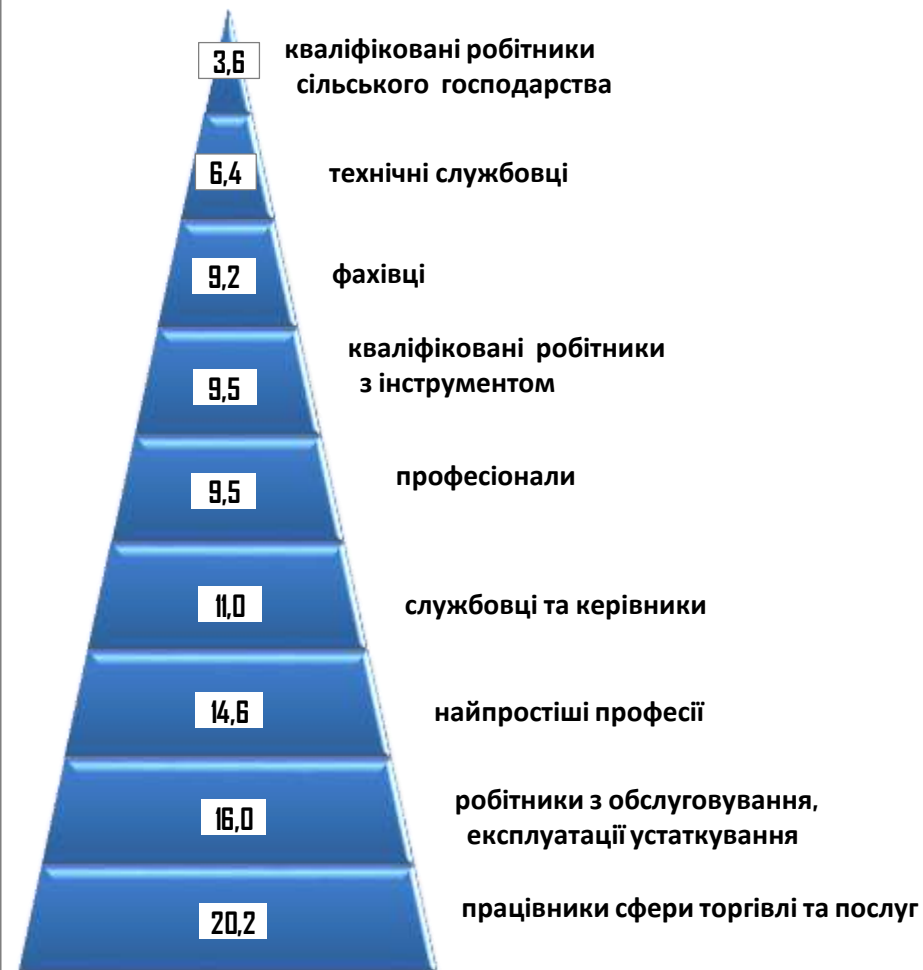 3,6
кваліфіковані робітники
сільського господарства
6,4
технічні службовці
9,2
фахівці
кваліфіковані робітники
з інструментом
9,5
професіонали
9,5
11,0
службовці та керівники
14,6
найпростіші професії
робітники з обслуговування,
експлуатації устаткування
16,0
працівники сфери торгівлі та послуг
20,2